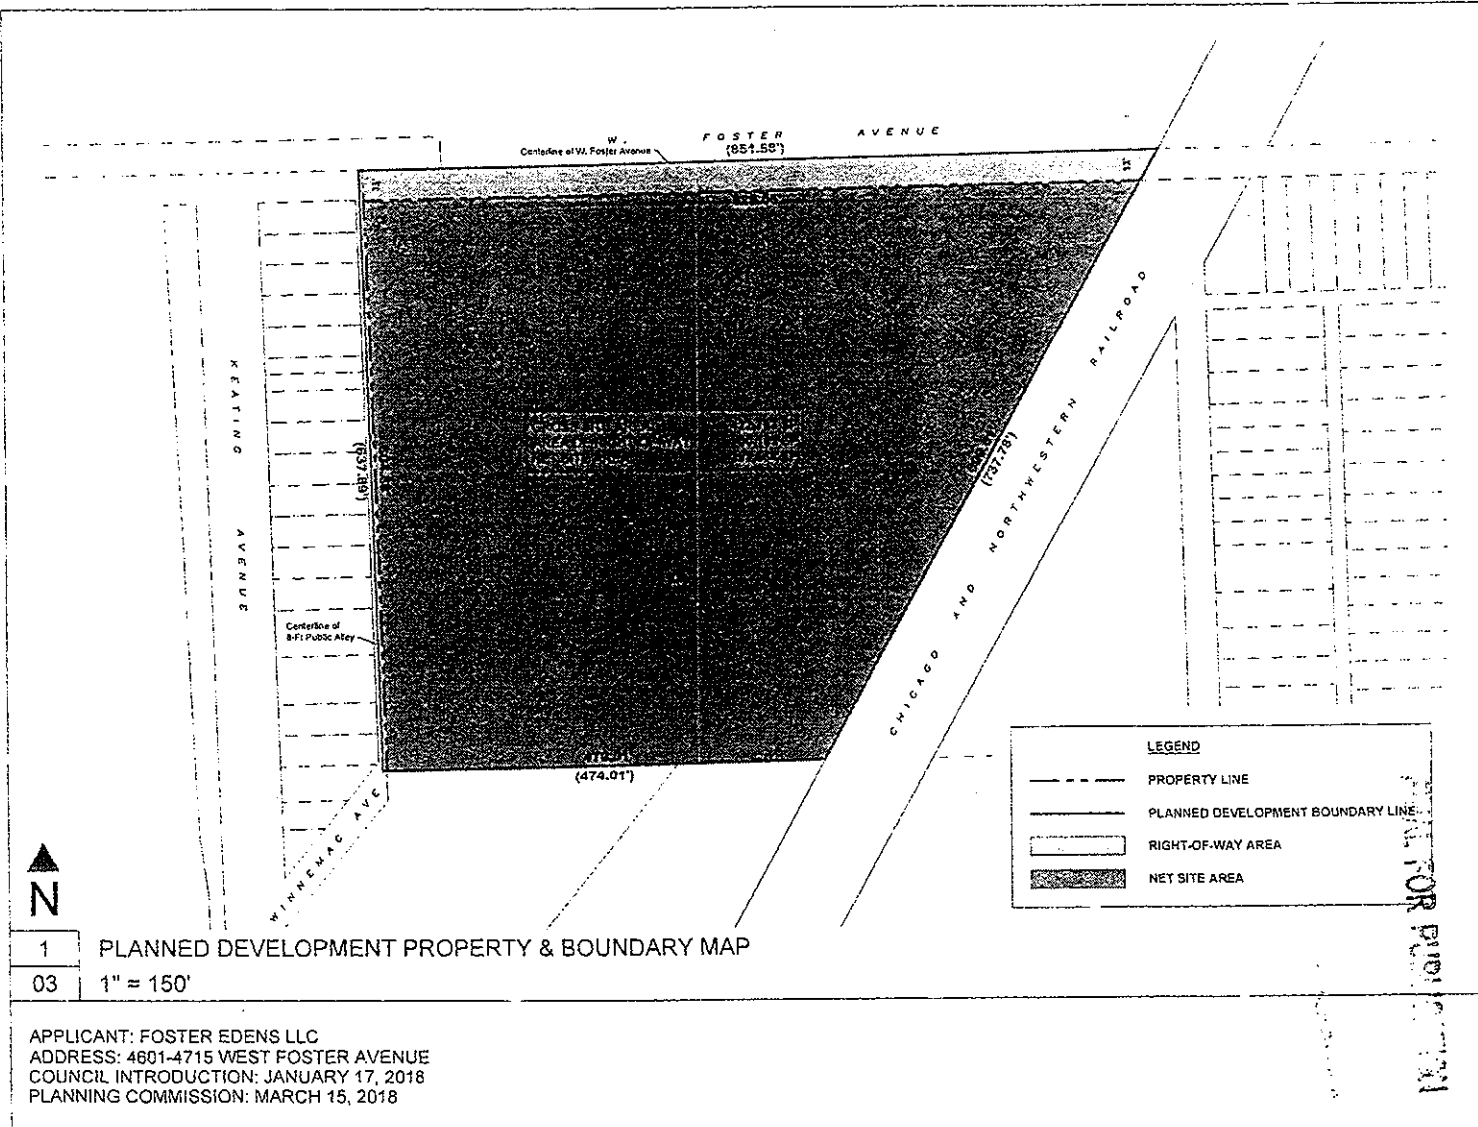 W. FOSTER AVENUE
(851.58')
Centerline of W. Foster Avenue
33'
33'
KEATING AVENUE
(637.89')
(737.78')
CHICAGO AND NORTHWESTERN RAILROAD
Centerline of
8-Ft Public Alley
(474.01')
WINNEMAC AVE
LEGEND
PROPERTY LINE
PLANNED DEVELOPMENT BOUNDARY LINE
RIGHT-OF-WAY AREA
NET SITE AREA
FOR
N
1 PLANNED DEVELOPMENT PROPERTY & BOUNDARY MAP
03 1" = 150'
APPLICANT: FOSTER EDENS LLC
ADDRESS: 4601-4715 WEST FOSTER AVENUE
COUNCIL INTRODUCTION: JANUARY 17, 2018
PLANNING COMMISSION: MARCH 15, 2018